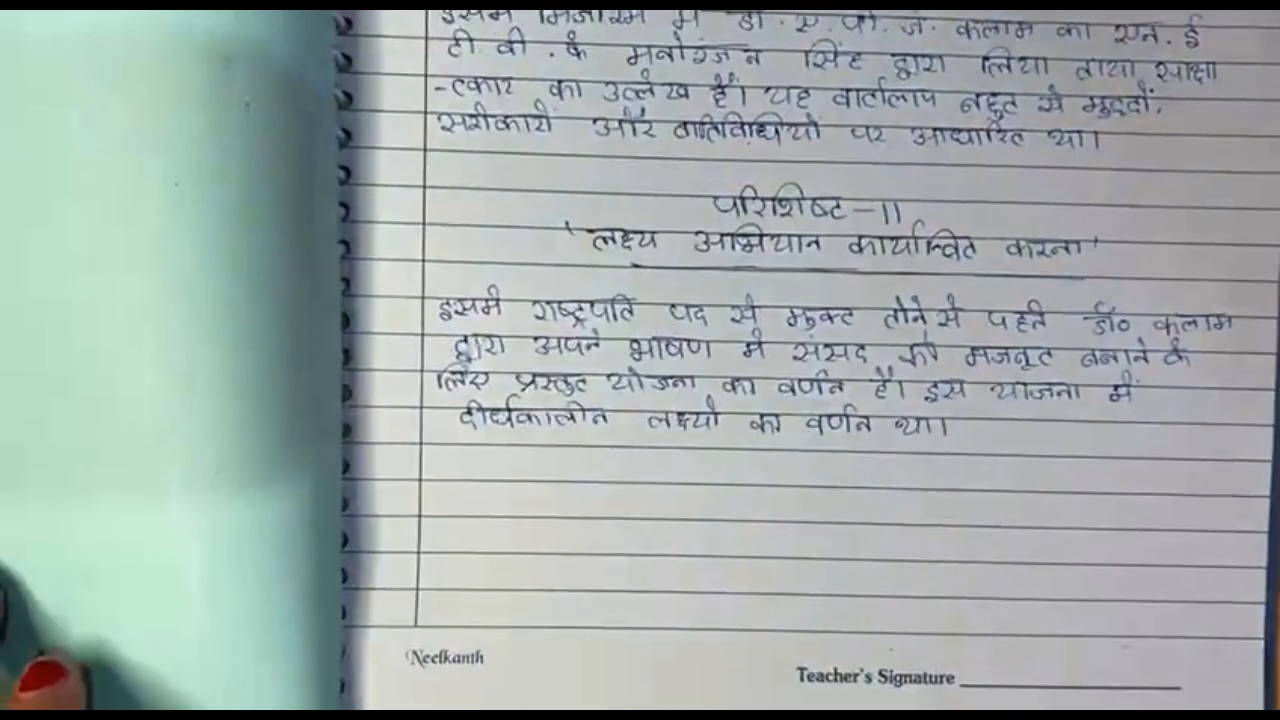 इसमें मिजोरम में डॉ. ए. पी. जे. कलाम का एन. ई
टी. वी. के मनोरंजन सिंह द्वारा लिया गया साक्षा
-त्कार का उल्लेख है। यह वार्तालाप बहुत से मुद्दों,
सरोकारों और गतिविधियों पर आधारित था।
परिशिष्ट-II
'लक्ष्य अभियान कार्यान्वित करना'
इसमें राष्ट्रपति पद से मुक्ट होने से पहले डॉ० कलाम
द्वारा अपने भाषण में संसद को मजबूट बनाने के
लिए प्रस्तुत योजना का वर्णन है। इस योजना में
दीर्घकालीन लक्ष्यों का वर्णन था।
Neelkanth
Teacher's Signature